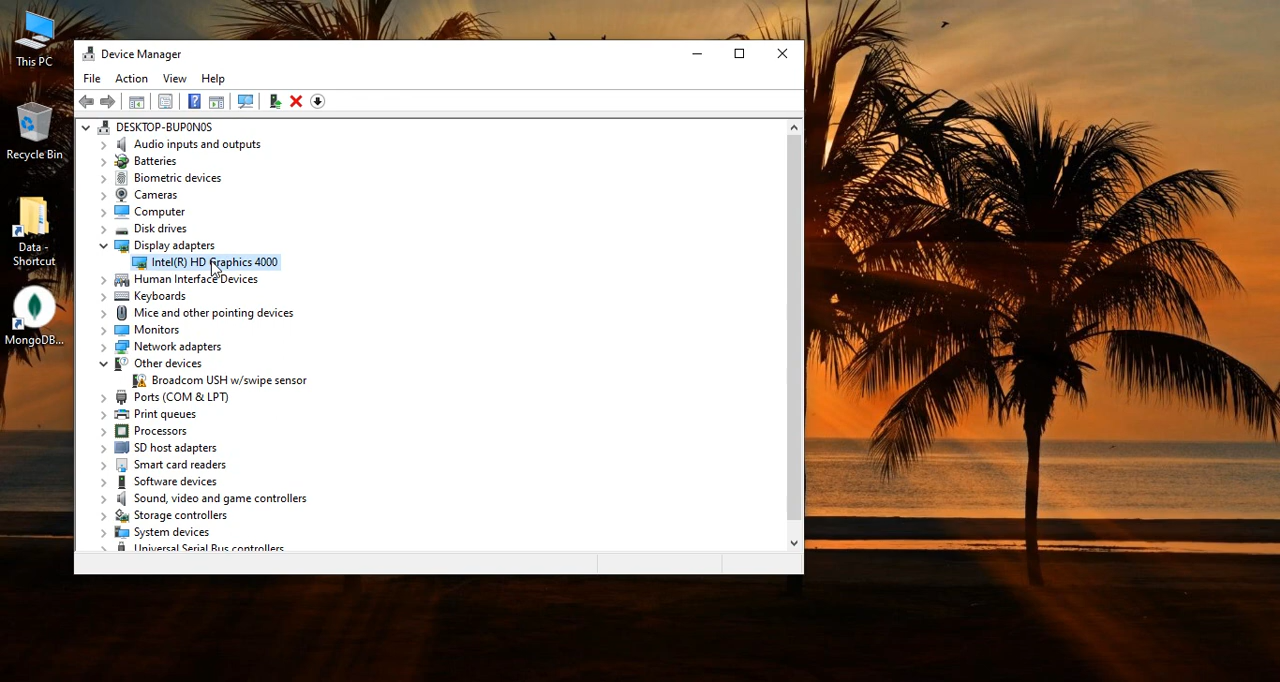 This PC
Recycle Bin
Data -
Shortcut
MongoDB...
Device Manager
File Action View Help
DESKTOP-BUP0N0S
Audio inputs and outputs
Batteries
Biometric devices
Cameras
Computer
Disk drives
Display adapters
Intel(R) HD Graphics 4000
Human Interface Devices
Keyboards
Mice and other pointing devices
Monitors
Network adapters
Other devices
Broadcom USH w/swipe sensor
Ports (COM & LPT)
Print queues
Processors
SD host adapters
Smart card readers
Software devices
Sound, video and game controllers
Storage controllers
System devices
Universal Serial Bus controllers